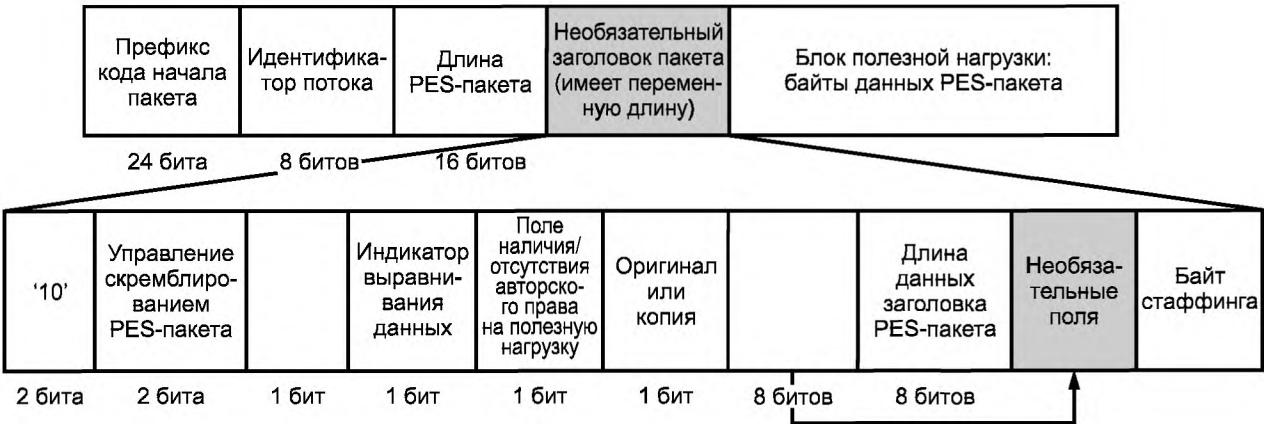 Префикс
кода начала
пакета
Идентифика-
тор потока
Длина
PES-пакета
Необязательный
заголовок пакета
(имеет перемен-
ную длину)
Блок полезной нагрузки:
байты данных PES-пакета
24 бита
8 битов
16 битов
‘10’
Управление
скремблиро-
ванием
PES-пакета
Индикатор
выравни-
вания
данных
Поле
наличия/
отсутствия
авторско-
го права
на полезную
нагрузку
Оригинал
или
копия
Длина
данных
заголовка
PES-пакета
Необяза-
тельные
поля
Байт
стаффинга
2 бита
2 бита
1 бит
1 бит
1 бит
1 бит
8 битов
8 битов